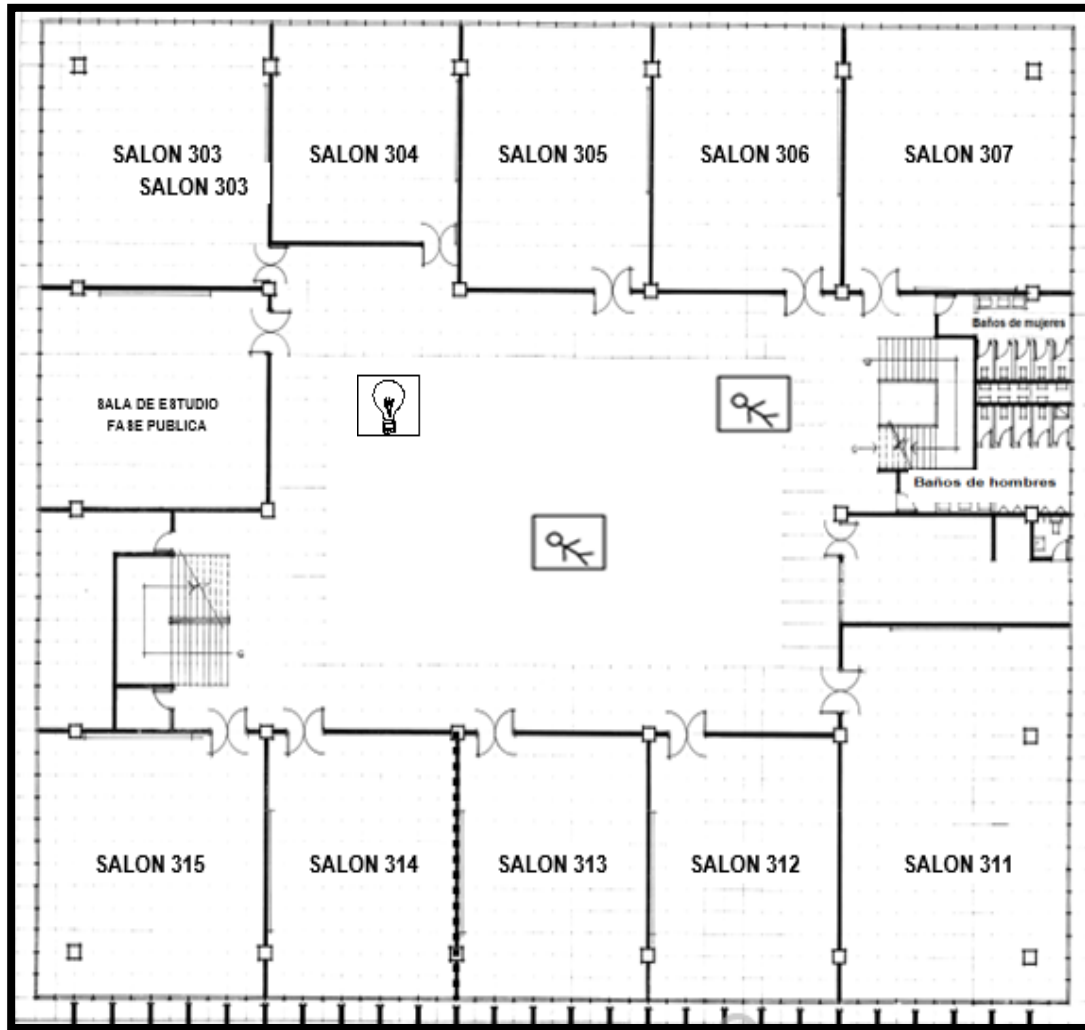 SALON 303
SALON 303
SALON 304
SALON 305
SALON 306
SALON 307
Baños de mujeres
SALA DE ESTUDIO
FASE PUBLICA
Baños de hombres
SALON 315
SALON 314
SALON 313
SALON 312
SALON 311